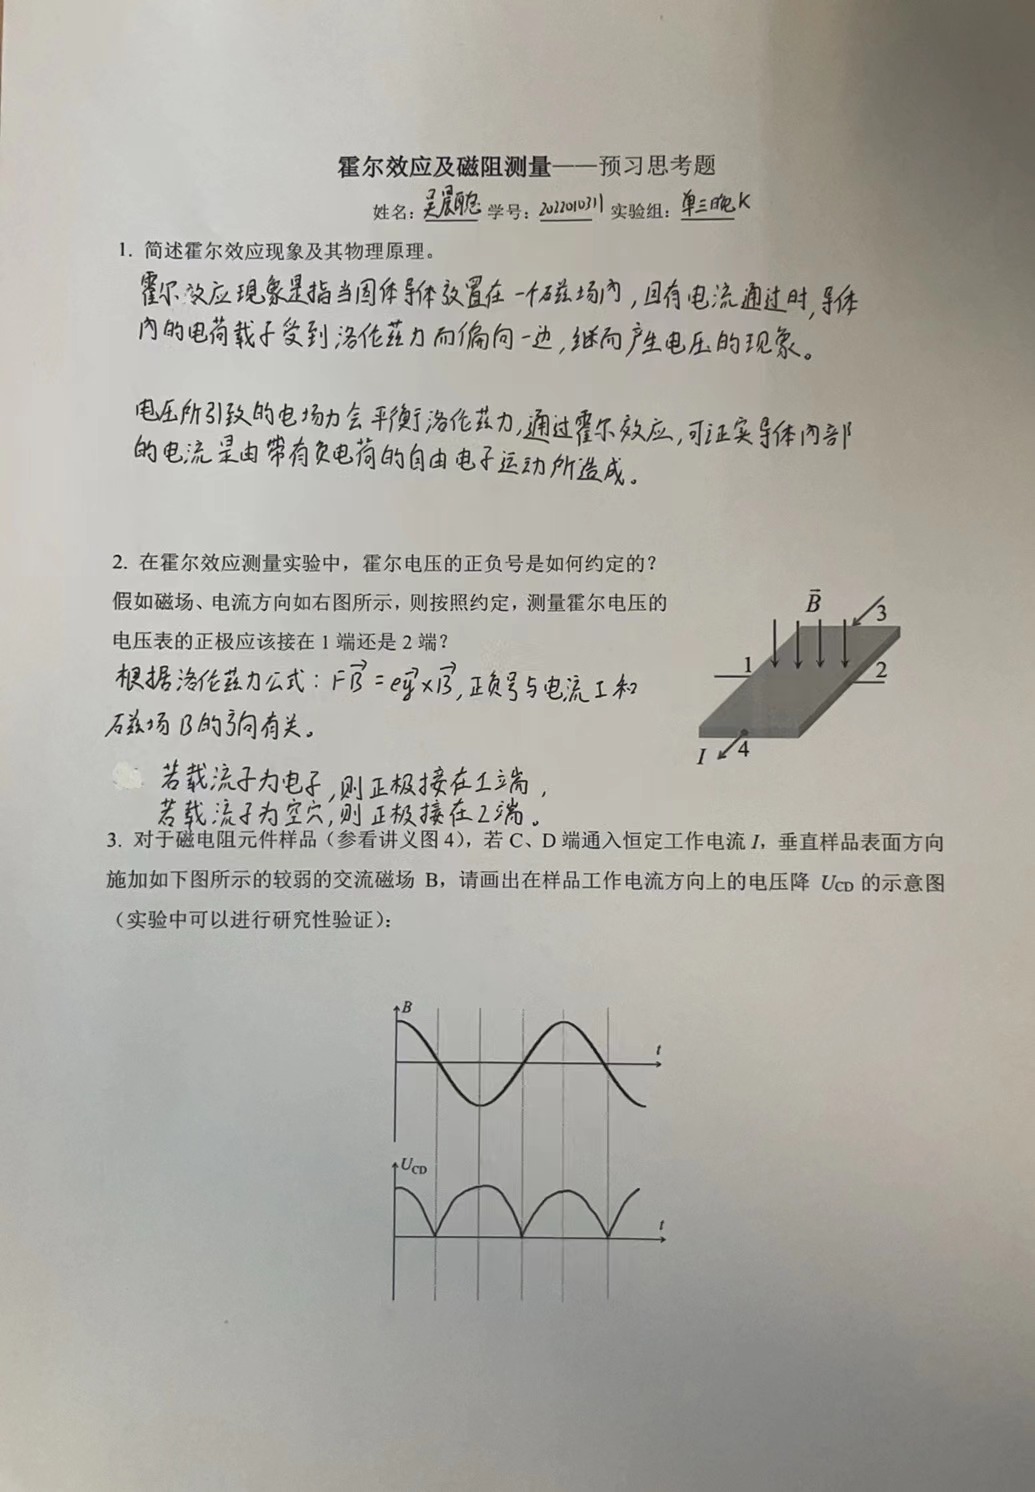 霍尔效应及磁阻测量——预习思考题
姓名：吴晨聪 学号：2022010311 实验组：单三晚K
1. 简述霍尔效应现象及其物理原理。
霍尔效应现象是指当固体导体放置在一个磁场内，且有电流通过时，导体
内的电荷载子受到洛伦兹力而偏向一边，继而产生电压的现象。
电压所引致的电场力会平衡洛伦兹力，通过霍尔效应，可证实导体内部
的电流是由带有负电荷的自由电子运动所造成。
2. 在霍尔效应测量实验中，霍尔电压的正负号是如何约定的？
假如磁场、电流方向如右图所示，则按照约定，测量霍尔电压的
电压表的正极应该接在 1 端还是 2 端？
B
3
1
2
I
4
根据洛伦兹力公式：FB = eq×B，正负号与电流I和
磁场B的方向有关。
若载流子为电子，则正极接在1端，
若载流子为空穴，则正极接在2端。
3. 对于磁电阻元件样品（参看讲义图 4），若 C、D 端通入恒定工作电流 I，垂直样品表面方向
施加如下图所示的较弱的交流磁场 B，请画出在样品工作电流方向上的电压降 UCD 的示意图
（实验中可以进行研究性验证）：
B
t
UCD
t